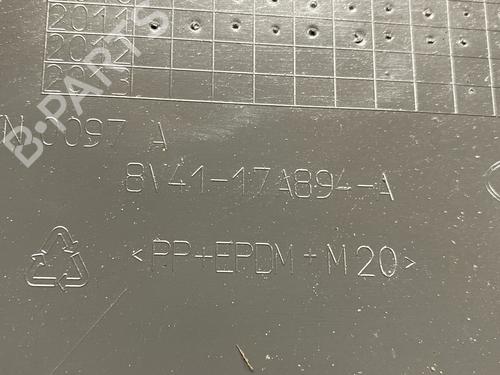 2011
2012
2013
N 0097 A
8V41-17A894-A
<PP+EPDM+M20>
B-PARTS